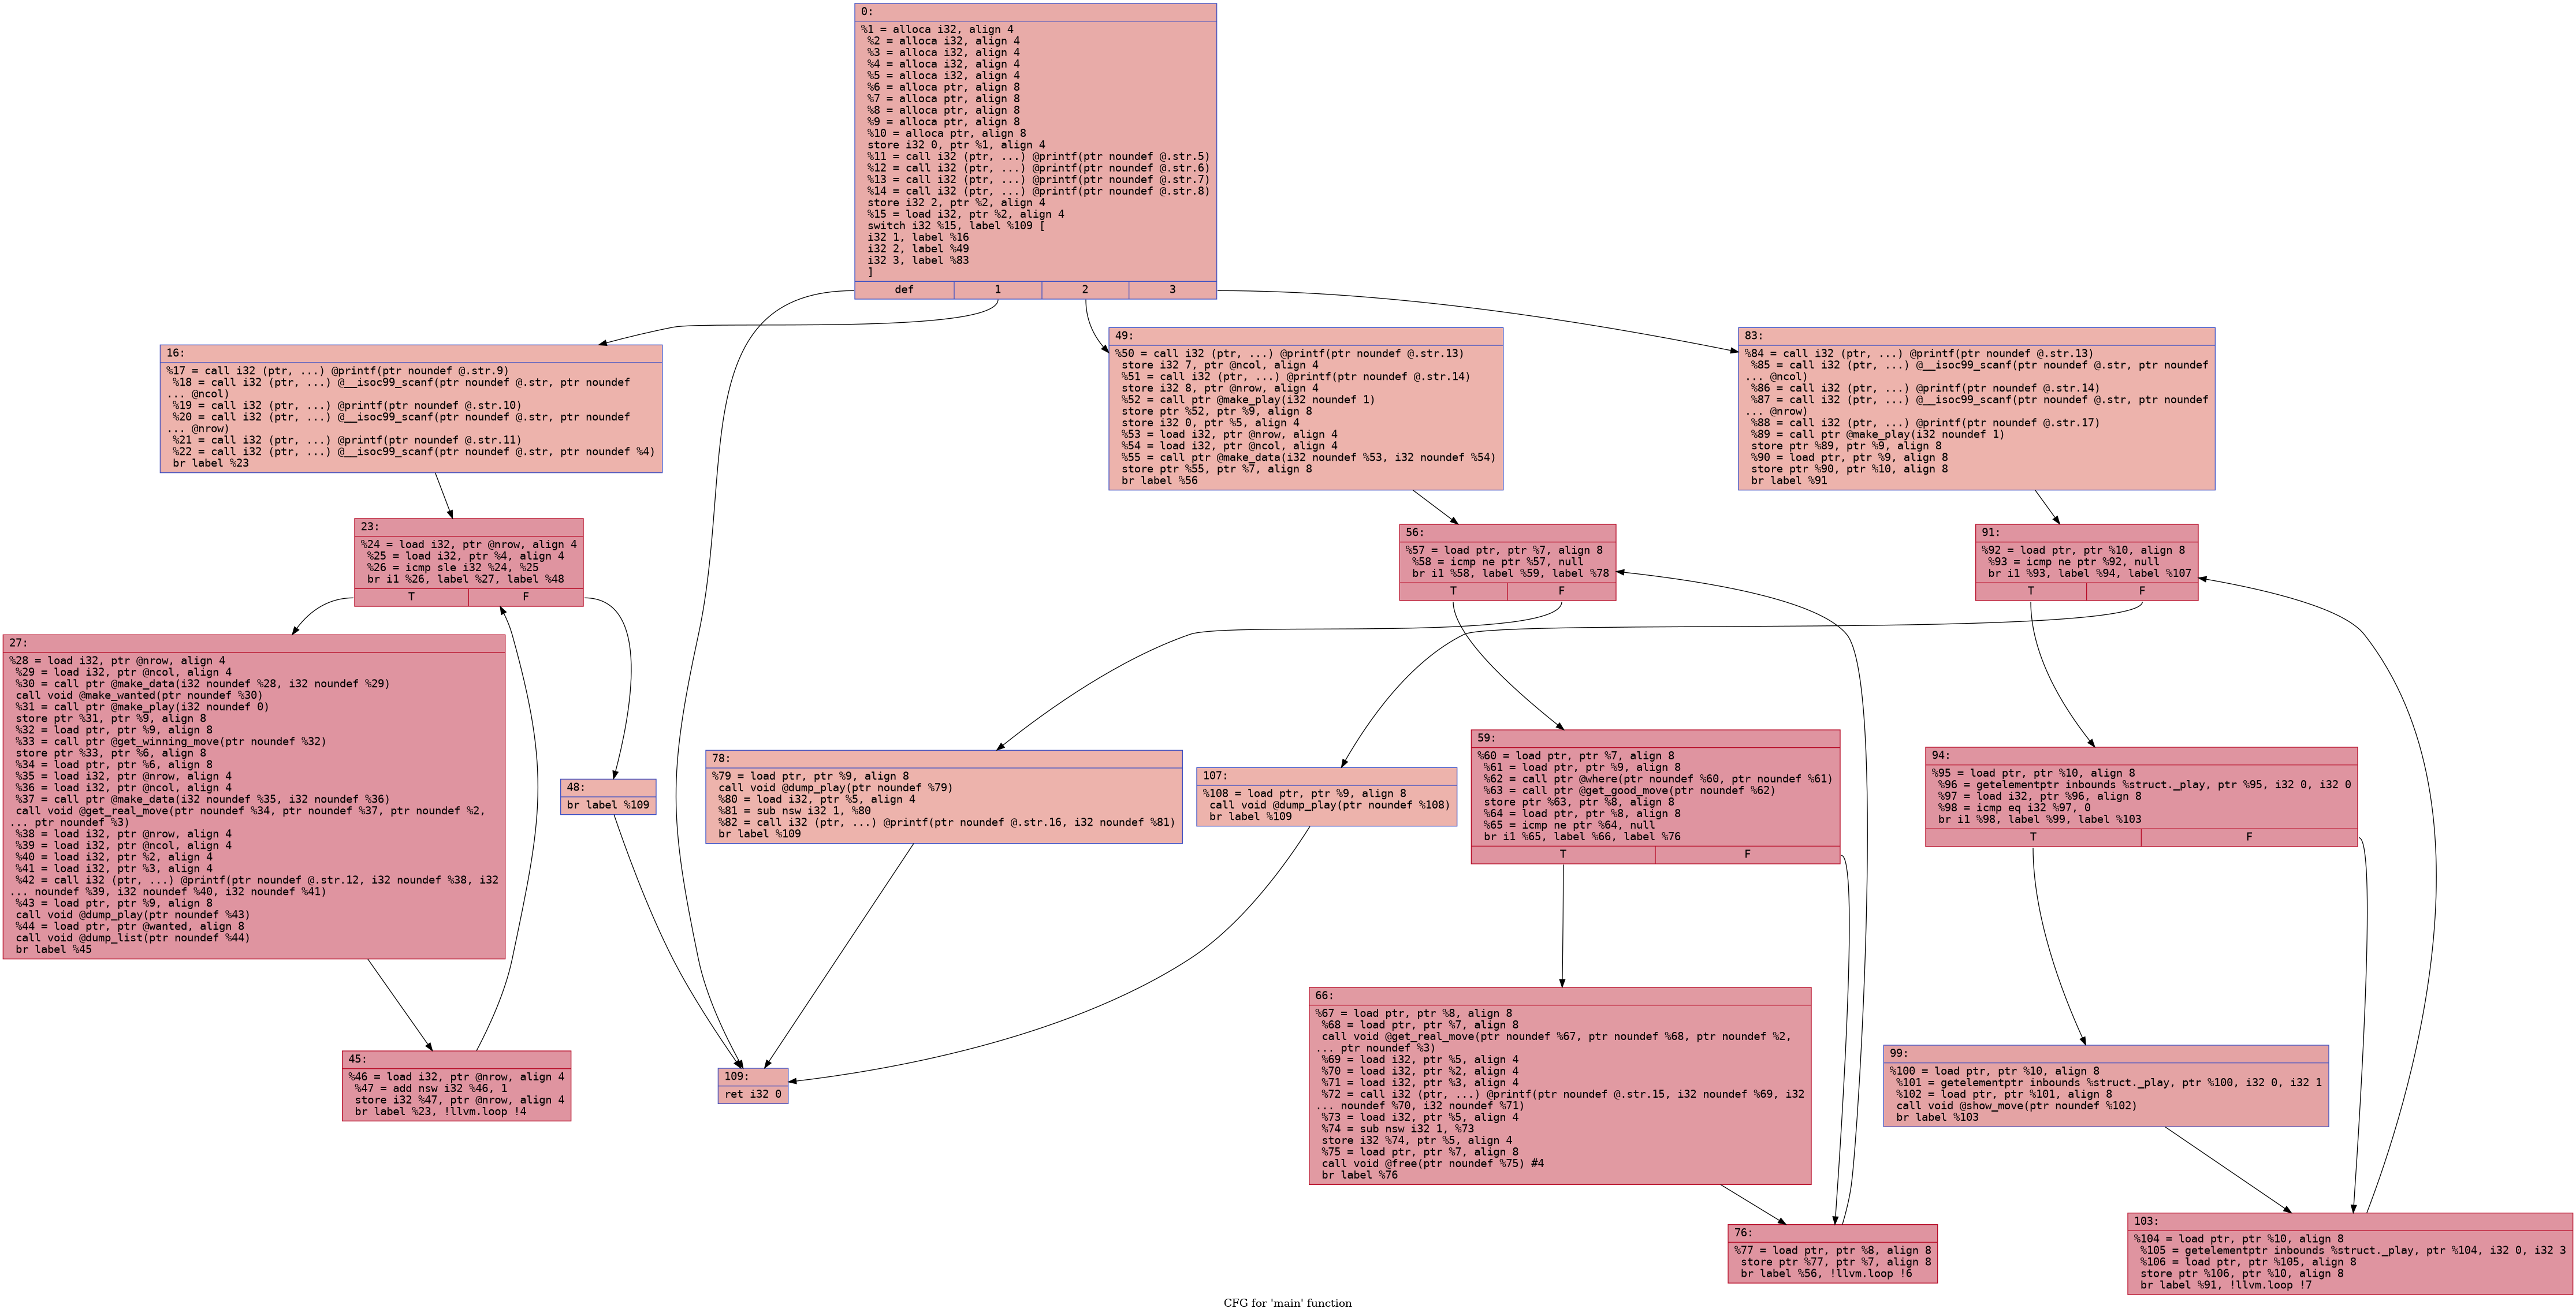 0:
%1 = alloca i32, align 4
%2 = alloca i32, align 4
%3 = alloca i32, align 4
%4 = alloca i32, align 4
%5 = alloca i32, align 4
%6 = alloca ptr, align 8
%7 = alloca ptr, align 8
%8 = alloca ptr, align 8
%9 = alloca ptr, align 8
%10 = alloca ptr, align 8
store i32 0, ptr %1, align 4
%11 = call i32 (ptr, ...) @printf(ptr noundef @.str.5)
%12 = call i32 (ptr, ...) @printf(ptr noundef @.str.6)
%13 = call i32 (ptr, ...) @printf(ptr noundef @.str.7)
%14 = call i32 (ptr, ...) @printf(ptr noundef @.str.8)
store i32 2, ptr %2, align 4
%15 = load i32, ptr %2, align 4
switch i32 %15, label %109 [
i32 1, label %16
i32 2, label %49
i32 3, label %83
]
def 1 2 3
16:
%17 = call i32 (ptr, ...) @printf(ptr noundef @.str.9)
%18 = call i32 (ptr, ...) @__isoc99_scanf(ptr noundef @.str, ptr noundef
... @ncol)
%19 = call i32 (ptr, ...) @printf(ptr noundef @.str.10)
%20 = call i32 (ptr, ...) @__isoc99_scanf(ptr noundef @.str, ptr noundef
... @nrow)
%21 = call i32 (ptr, ...) @printf(ptr noundef @.str.11)
%22 = call i32 (ptr, ...) @__isoc99_scanf(ptr noundef @.str, ptr noundef %4)
br label %23
49:
%50 = call i32 (ptr, ...) @printf(ptr noundef @.str.13)
store i32 7, ptr @ncol, align 4
%51 = call i32 (ptr, ...) @printf(ptr noundef @.str.14)
store i32 8, ptr @nrow, align 4
%52 = call ptr @make_play(i32 noundef 1)
store ptr %52, ptr %9, align 8
store i32 0, ptr %5, align 4
%53 = load i32, ptr @nrow, align 4
%54 = load i32, ptr @ncol, align 4
%55 = call ptr @make_data(i32 noundef %53, i32 noundef %54)
store ptr %55, ptr %7, align 8
br label %56
83:
%84 = call i32 (ptr, ...) @printf(ptr noundef @.str.13)
%85 = call i32 (ptr, ...) @__isoc99_scanf(ptr noundef @.str, ptr noundef
... @ncol)
%86 = call i32 (ptr, ...) @printf(ptr noundef @.str.14)
%87 = call i32 (ptr, ...) @__isoc99_scanf(ptr noundef @.str, ptr noundef
... @nrow)
%88 = call i32 (ptr, ...) @printf(ptr noundef @.str.17)
%89 = call ptr @make_play(i32 noundef 1)
store ptr %89, ptr %9, align 8
%90 = load ptr, ptr %9, align 8
store ptr %90, ptr %10, align 8
br label %91
23:
%24 = load i32, ptr @nrow, align 4
%25 = load i32, ptr %4, align 4
%26 = icmp sle i32 %24, %25
br i1 %26, label %27, label %48
T F
56:
%57 = load ptr, ptr %7, align 8
%58 = icmp ne ptr %57, null
br i1 %58, label %59, label %78
T F
91:
%92 = load ptr, ptr %10, align 8
%93 = icmp ne ptr %92, null
br i1 %93, label %94, label %107
T F
27:
%28 = load i32, ptr @nrow, align 4
%29 = load i32, ptr @ncol, align 4
%30 = call ptr @make_data(i32 noundef %28, i32 noundef %29)
call void @make_wanted(ptr noundef %30)
%31 = call ptr @make_play(i32 noundef 0)
store ptr %31, ptr %9, align 8
%32 = load ptr, ptr %9, align 8
%33 = call ptr @get_winning_move(ptr noundef %32)
store ptr %33, ptr %6, align 8
%34 = load ptr, ptr %6, align 8
%35 = load i32, ptr @nrow, align 4
%36 = load i32, ptr @ncol, align 4
%37 = call ptr @make_data(i32 noundef %35, i32 noundef %36)
call void @get_real_move(ptr noundef %34, ptr noundef %37, ptr noundef %2,
... ptr noundef %3)
%38 = load i32, ptr @nrow, align 4
%39 = load i32, ptr @ncol, align 4
%40 = load i32, ptr %2, align 4
%41 = load i32, ptr %3, align 4
%42 = call i32 (ptr, ...) @printf(ptr noundef @.str.12, i32 noundef %38, i32
... noundef %39, i32 noundef %40, i32 noundef %41)
%43 = load ptr, ptr %9, align 8
call void @dump_play(ptr noundef %43)
%44 = load ptr, ptr @wanted, align 8
call void @dump_list(ptr noundef %44)
br label %45
48:
br label %109
78:
%79 = load ptr, ptr %9, align 8
call void @dump_play(ptr noundef %79)
%80 = load i32, ptr %5, align 4
%81 = sub nsw i32 1, %80
%82 = call i32 (ptr, ...) @printf(ptr noundef @.str.16, i32 noundef %81)
br label %109
107:
%108 = load ptr, ptr %9, align 8
call void @dump_play(ptr noundef %108)
br label %109
59:
%60 = load ptr, ptr %7, align 8
%61 = load ptr, ptr %9, align 8
%62 = call ptr @where(ptr noundef %60, ptr noundef %61)
%63 = call ptr @get_good_move(ptr noundef %62)
store ptr %63, ptr %8, align 8
%64 = load ptr, ptr %8, align 8
%65 = icmp ne ptr %64, null
br i1 %65, label %66, label %76
T F
94:
%95 = load ptr, ptr %10, align 8
%96 = getelementptr inbounds %struct._play, ptr %95, i32 0, i32 0
%97 = load i32, ptr %96, align 8
%98 = icmp eq i32 %97, 0
br i1 %98, label %99, label %103
T F
45:
%46 = load i32, ptr @nrow, align 4
%47 = add nsw i32 %46, 1
store i32 %47, ptr @nrow, align 4
br label %23, !llvm.loop !4
109:
ret i32 0
66:
%67 = load ptr, ptr %8, align 8
%68 = load ptr, ptr %7, align 8
call void @get_real_move(ptr noundef %67, ptr noundef %68, ptr noundef %2,
... ptr noundef %3)
%69 = load i32, ptr %5, align 4
%70 = load i32, ptr %2, align 4
%71 = load i32, ptr %3, align 4
%72 = call i32 (ptr, ...) @printf(ptr noundef @.str.15, i32 noundef %69, i32
... noundef %70, i32 noundef %71)
%73 = load i32, ptr %5, align 4
%74 = sub nsw i32 1, %73
store i32 %74, ptr %5, align 4
%75 = load ptr, ptr %7, align 8
call void @free(ptr noundef %75) #4
br label %76
99:
%100 = load ptr, ptr %10, align 8
%101 = getelementptr inbounds %struct._play, ptr %100, i32 0, i32 1
%102 = load ptr, ptr %101, align 8
call void @show_move(ptr noundef %102)
br label %103
76:
%77 = load ptr, ptr %8, align 8
store ptr %77, ptr %7, align 8
br label %56, !llvm.loop !6
103:
%104 = load ptr, ptr %10, align 8
%105 = getelementptr inbounds %struct._play, ptr %104, i32 0, i32 3
%106 = load ptr, ptr %105, align 8
store ptr %106, ptr %10, align 8
br label %91, !llvm.loop !7
CFG for 'main' function